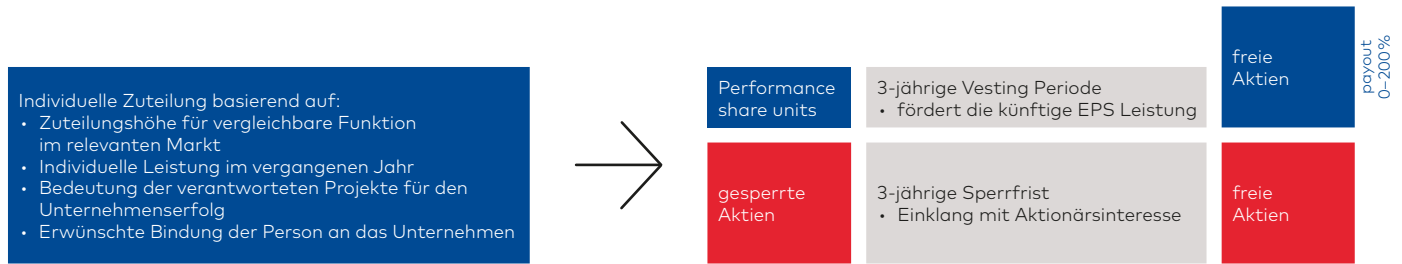 Individuelle Zuteilung basierend auf:
• Zuteilungshöhe für vergleichbare Funktion
im relevanten Markt
• Individuelle Leistung im vergangenen Jahr
• Bedeutung der verantworteten Projekte für den
Unternehmenserfolg
• Erwünschte Bindung der Person an das Unternehmen
Performance
share units
3-jährige Vesting Periode
• fördert die künftige EPS Leistung
freie
Aktien
payout
0–200%
gesperrte
Aktien
3-jährige Sperrfrist
• Einklang mit Aktionärsinteresse
freie
Aktien